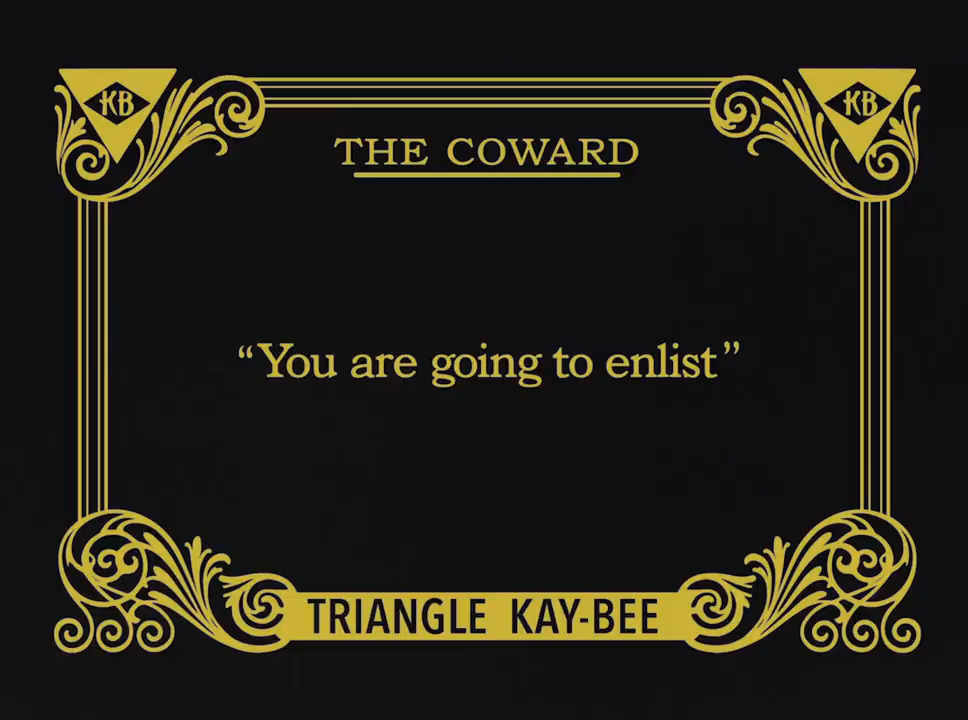 KB KB
THE COWARD
“You are going to enlist”
TRIANGLE KAY-BEE